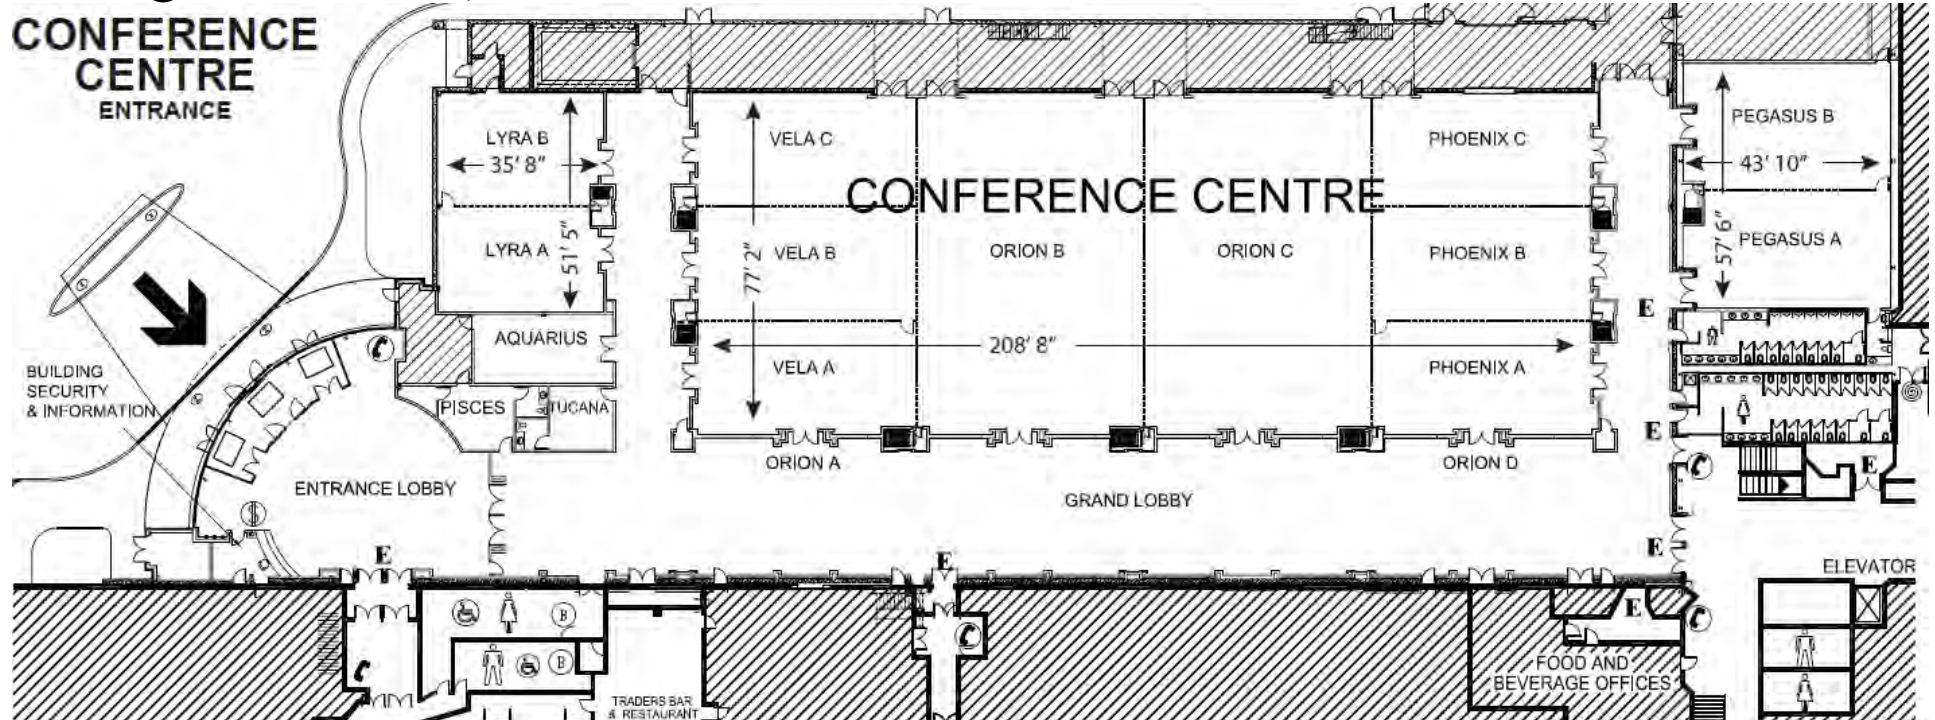 CONFERENCE
CENTRE
ENTRANCE
LYRA B
35' 8"
LYRA A
51' 5"
AQUARIUS
PISCES
TUCANA
BUILDING
SECURITY
& INFORMATION
ENTRANCE LOBBY
$
VELA C
77' 2"
VELA B
VELA A
CONFERENCE CENTRE
ORION B
ORION C
208' 8"
PHOENIX C
PHOENIX B
PHOENIX A
ORION A
ORION D
GRAND LOBBY
PEGASUS B
43' 10"
PEGASUS A
57' 6"
E
E
E
E
E
E
E
ELEVATOR
B
B
TRADERS BAR
& RESTAURANT
FOOD AND
BEVERAGE OFFICES